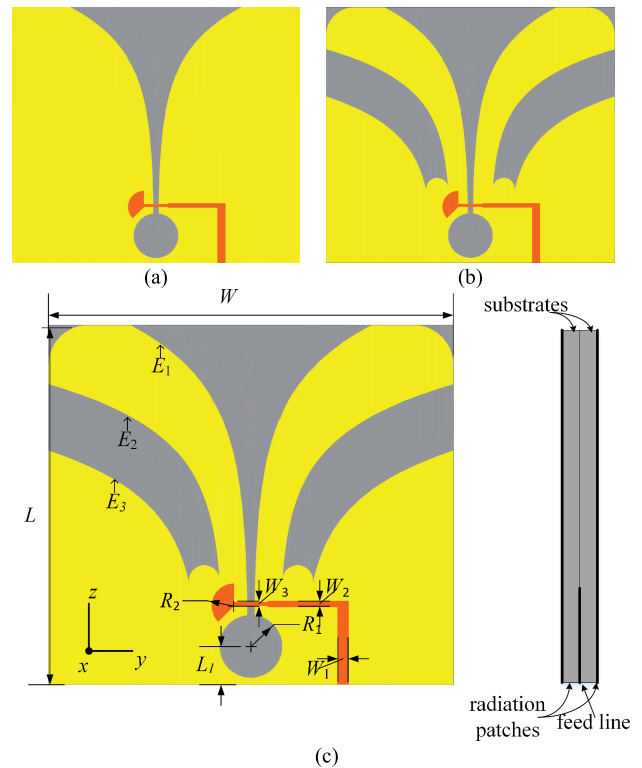 (a)
(b)
W
substrates
E1
E2
L
E3
R2
W3
W2
R1
z
x
y
L1
W1
radiation
patches
feed line
(c)